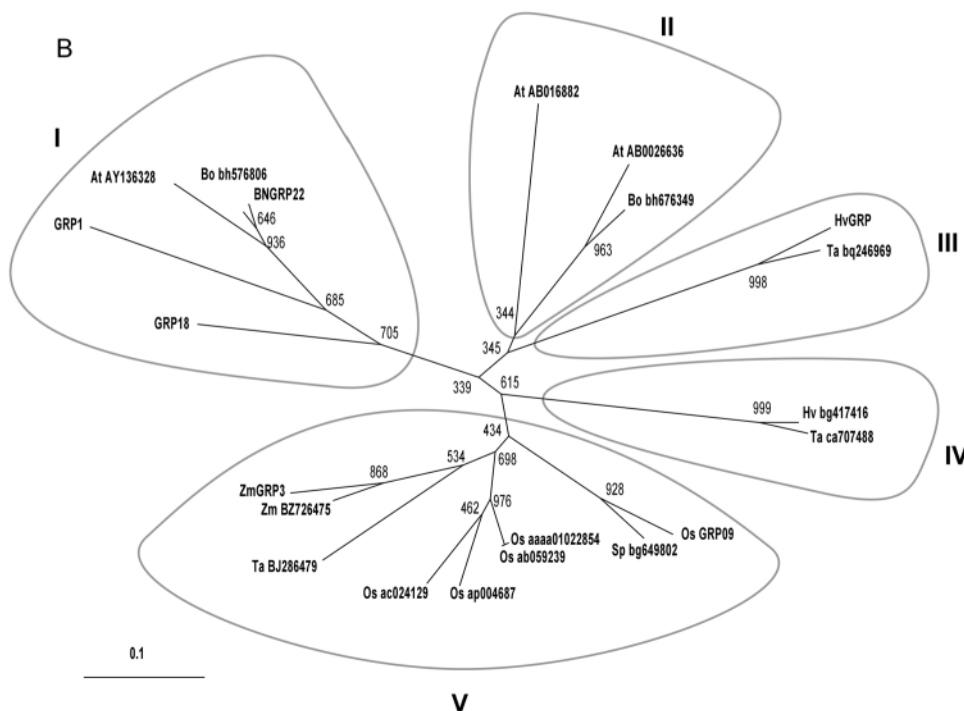 B
I
II
III
IV
V
At AY136328
Bo bh576806
BNGRP22
646
936
GRP1
685
GRP18
705
At AB016882
At AB0026636
Bo bh676349
963
344
HvGRP
Ta bq246969
998
345
339
615
999
Hv bg417416
Ta ca707488
434
534
698
868
ZmGRP3
Zm BZ726475
Ta BJ286479
462
976
Os aaaa01022854
Os ab059239
Os ac024129
Os ap004687
928
Os GRP09
Sp bg649802
0.1